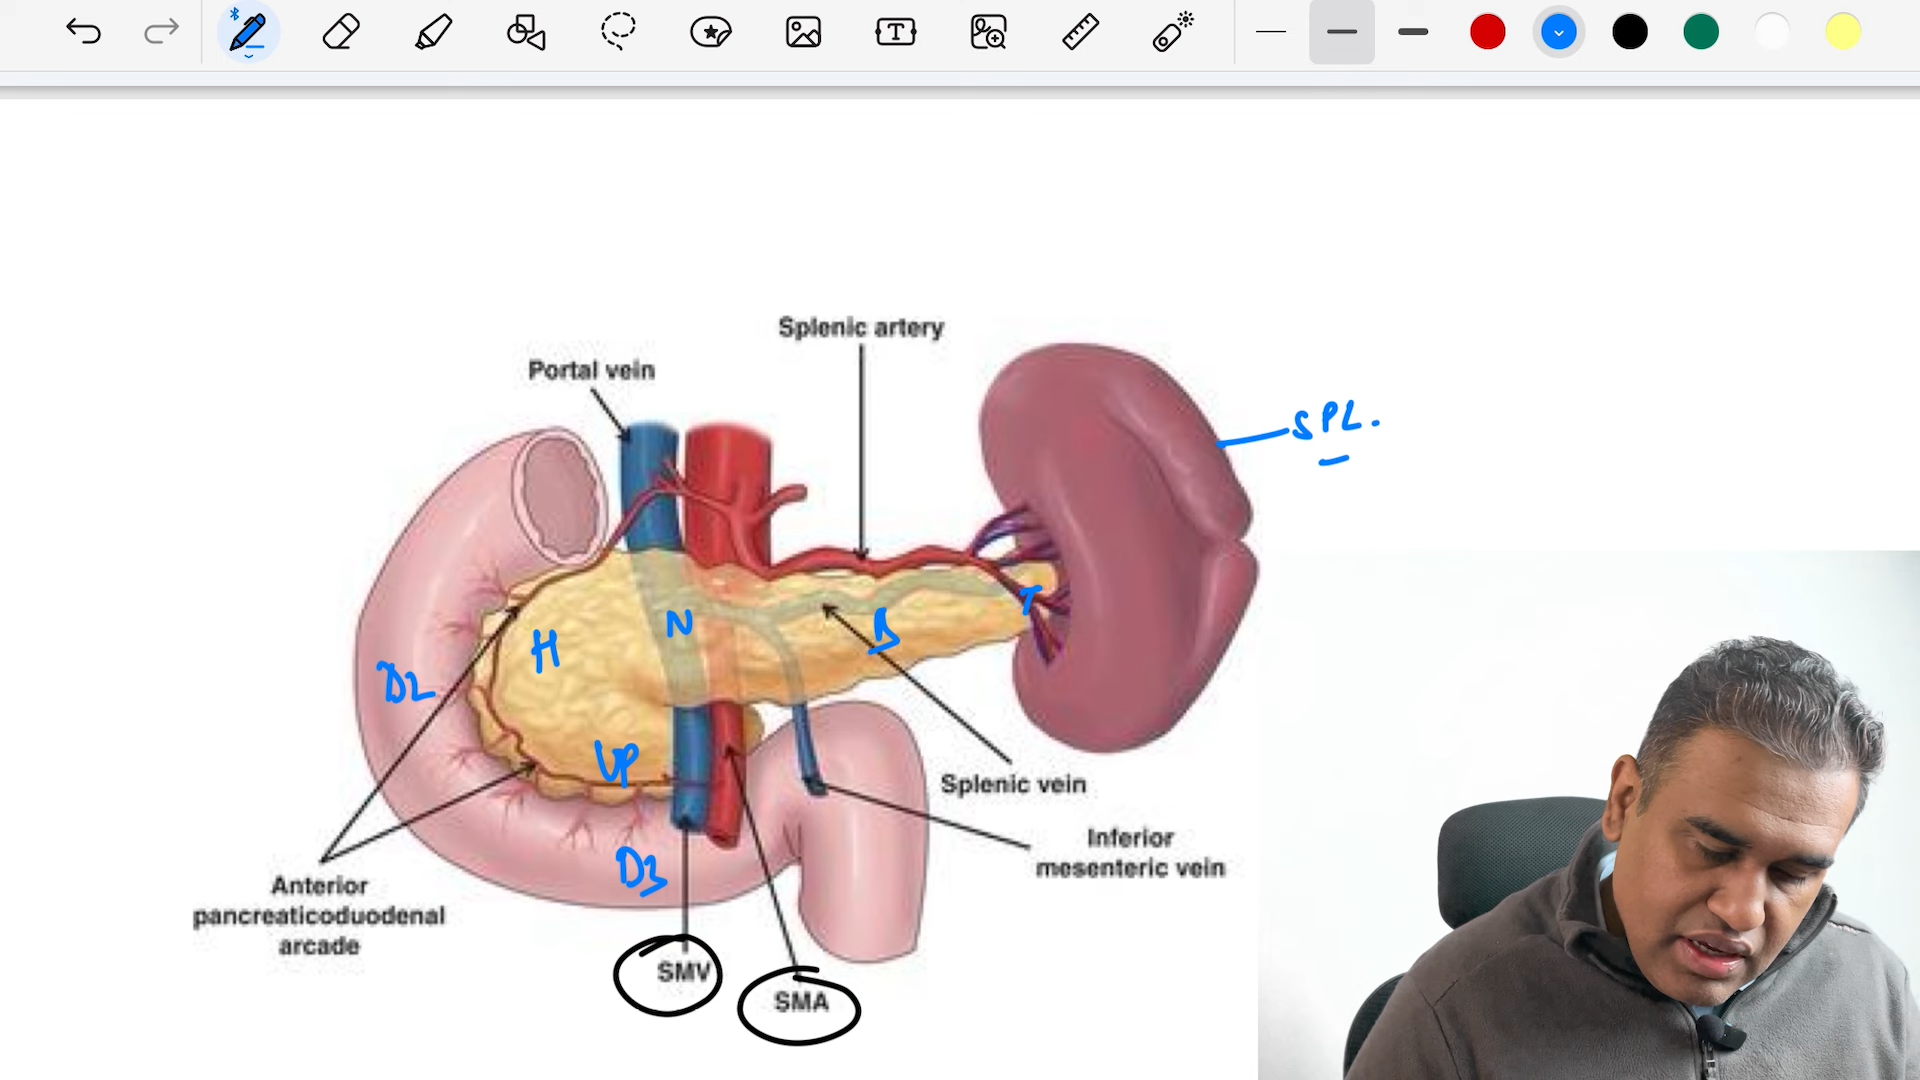 Splenic artery
Portal vein
SPL.
N
B
T
H
D2
UP
Splenic vein
Inferior
mesenteric vein
D3
Anterior
pancreaticoduodenal
arcade
SMV
SMA